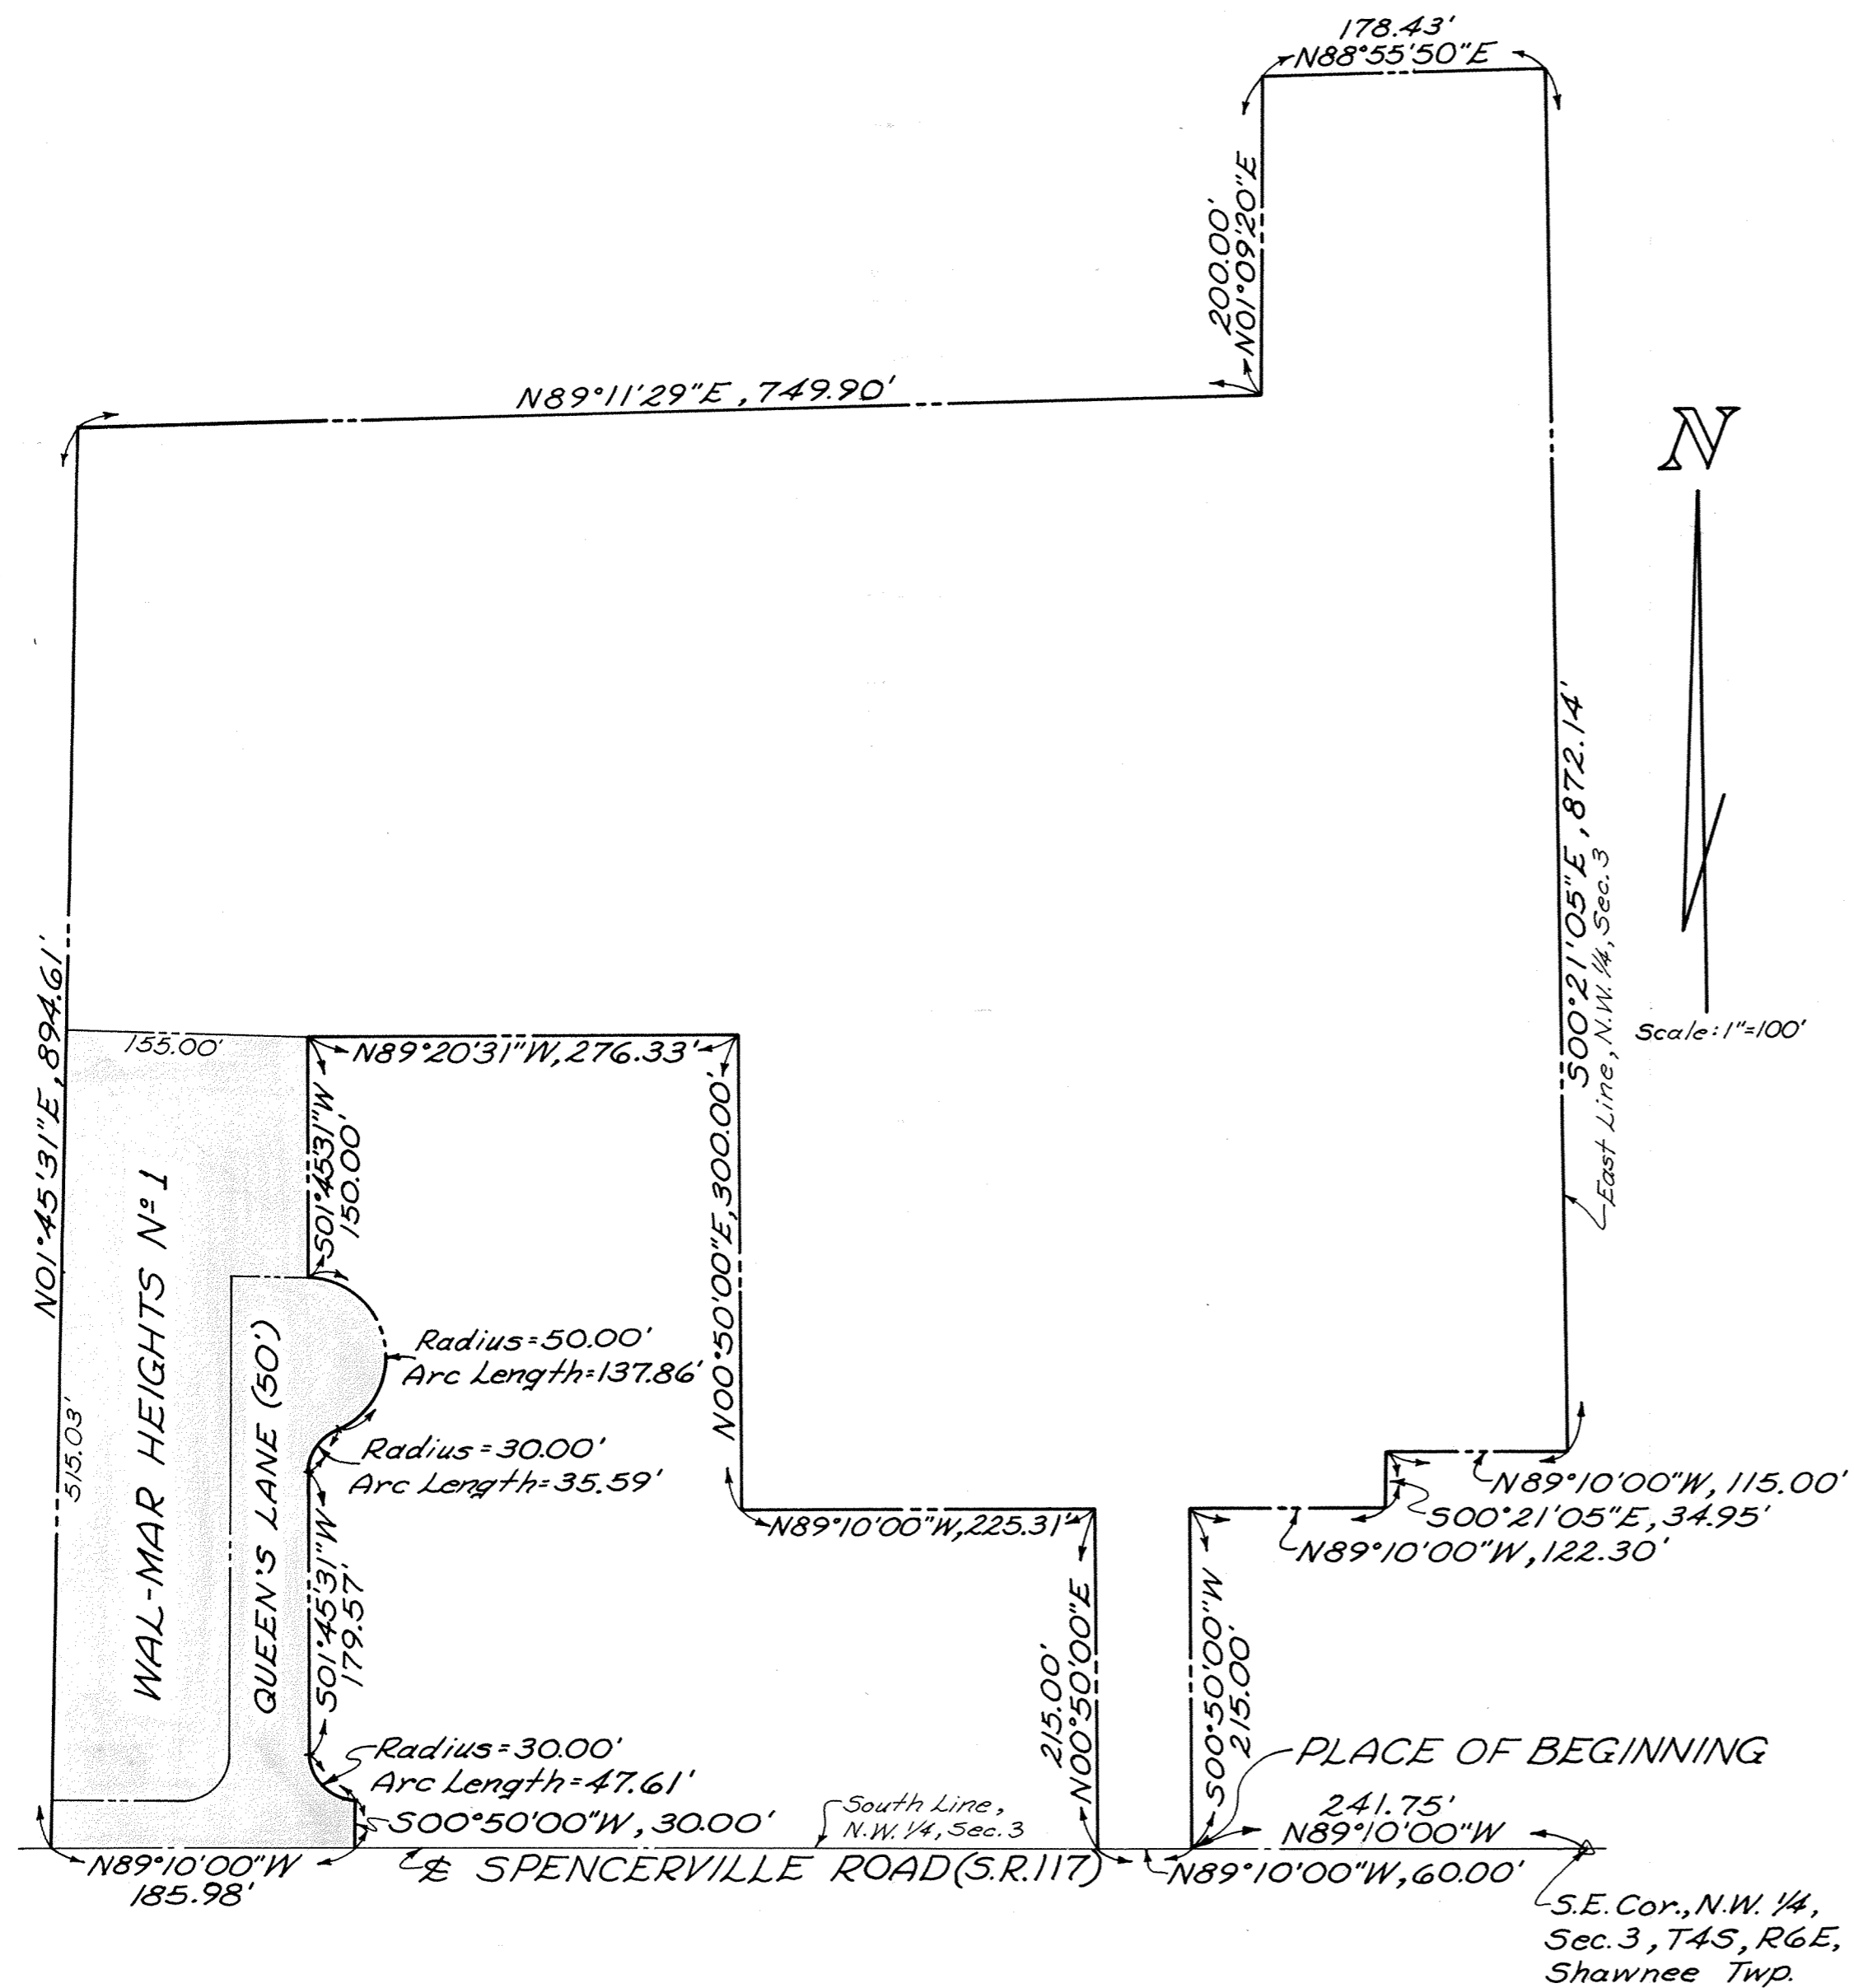 178.43'
N88°55'50"E
200.00'
N01°09'20"E
N89°11'29"E, 749.90'
N
Scale: 1"=100'
S00°21'05"E, 872.14'
East Line, N.W. 1/4, Sec. 3
N01°45'31"E, 894.61'
155.00'
N89°20'31"W, 276.33'
S01°45'31"W
150.00'
N00°50'00"E, 300.00'
WAL-MAR HEIGHTS Nº 1
QUEEN'S LANE (50')
515.03'
Radius=50.00'
Arc Length=137.86'
Radius=30.00'
Arc Length=35.59'
S01°45'31"W
179.57'
N89°10'00"W, 225.31'
N89°10'00"W, 115.00'
S00°21'05"E, 34.95'
N89°10'00"W, 122.30'
215.00'
N00°50'00"E
S00°50'00"W
215.00'
Radius=30.00'
Arc Length=47.61'
S00°50'00"W, 30.00'
South Line,
N.W. 1/4, Sec. 3
PLACE OF BEGINNING
241.75'
N89°10'00"W
N89°10'00"W
185.98'
℄ SPENCERVILLE ROAD (S.R. 117)
N89°10'00"W, 60.00'
S.E. Cor., N.W. 1/4,
Sec. 3, T4S, R6E,
Shawnee Twp.